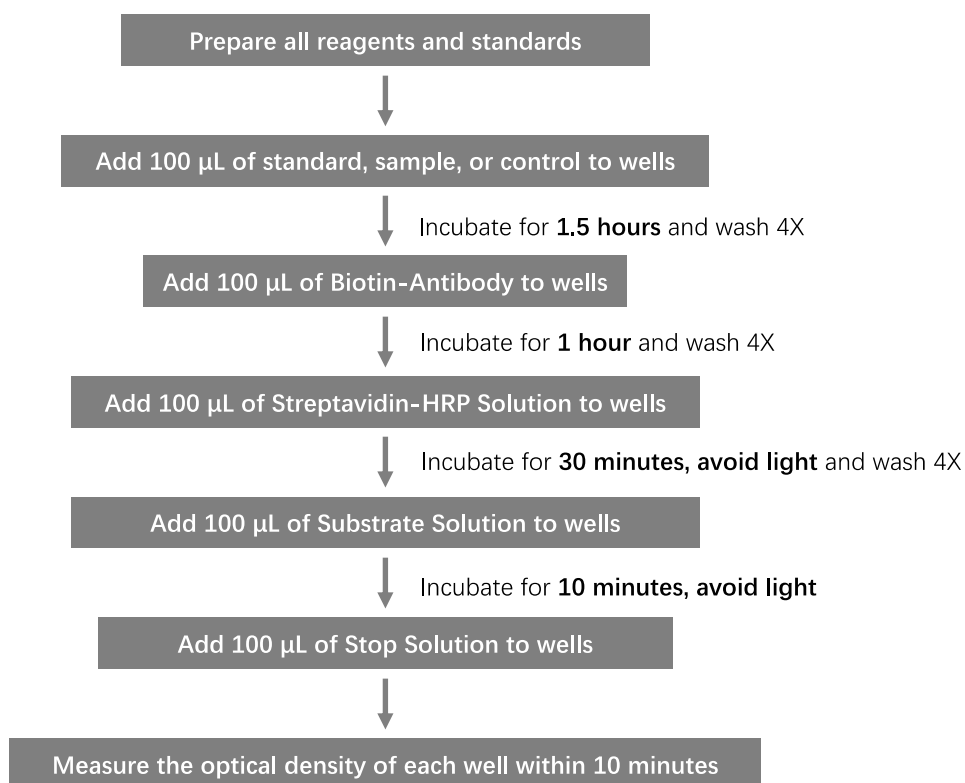 Prepare all reagents and standards
Add 100 μL of standard, sample, or control to wells
Incubate for 1.5 hours and wash 4X
Add 100 μL of Biotin-Antibody to wells
Incubate for 1 hour and wash 4X
Add 100 μL of Streptavidin-HRP Solution to wells
Incubate for 30 minutes, avoid light and wash 4X
Add 100 μL of Substrate Solution to wells
Incubate for 10 minutes, avoid light
Add 100 μL of Stop Solution to wells
Measure the optical density of each well within 10 minutes